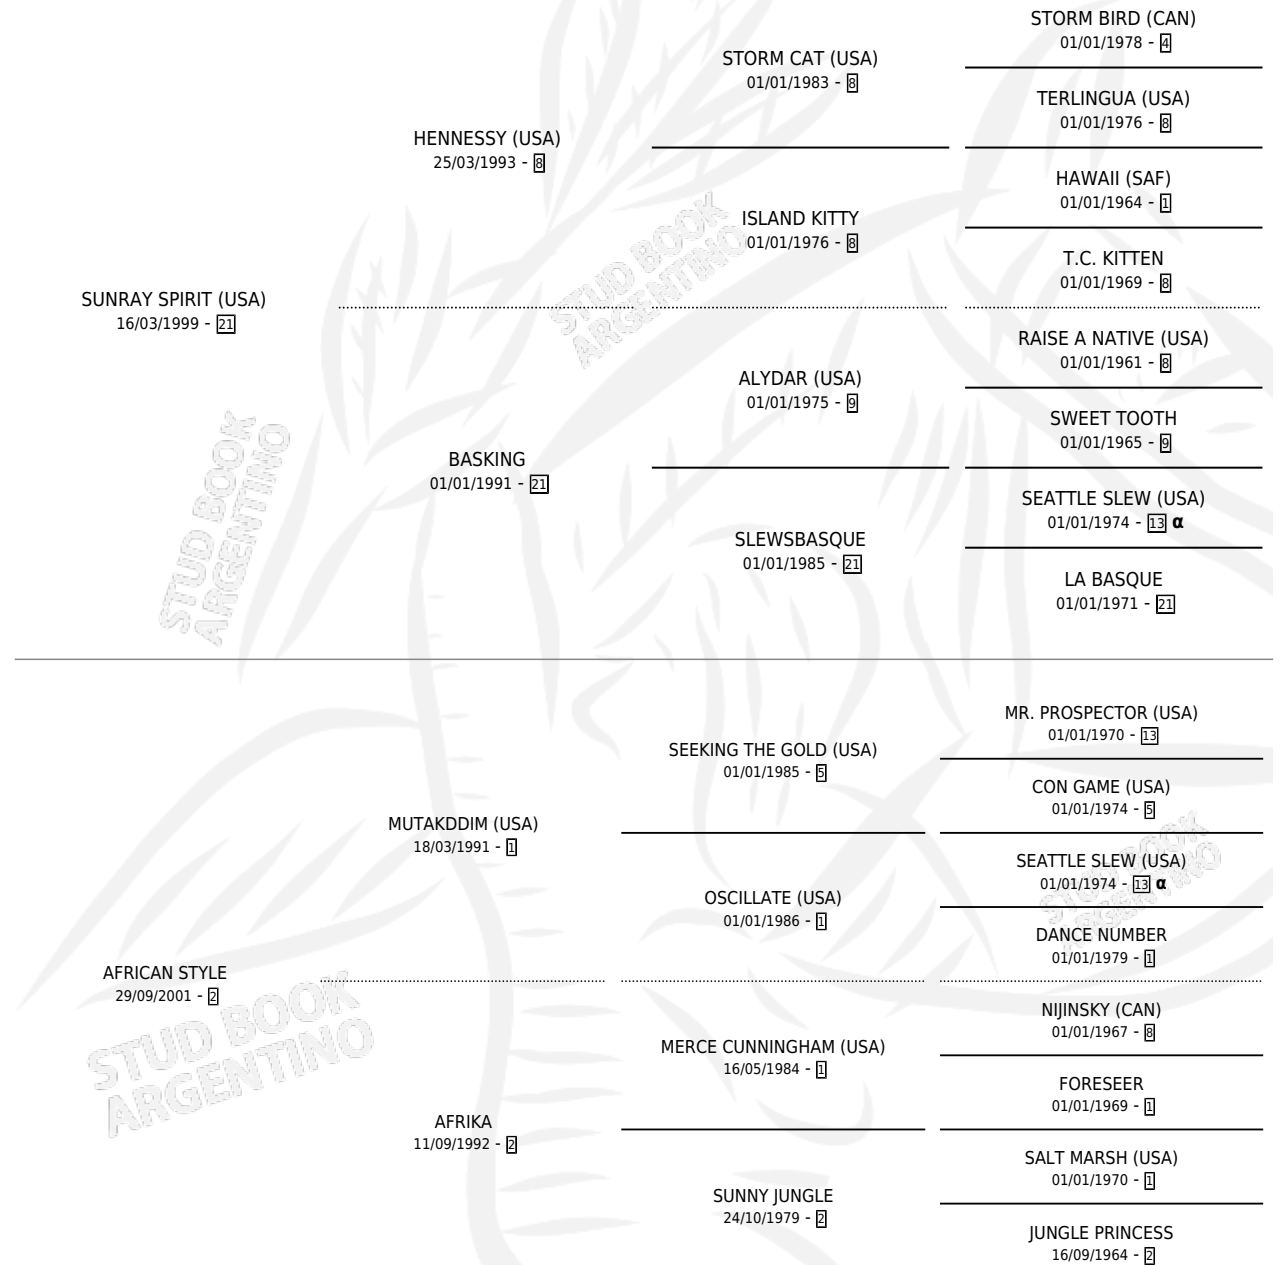 STORM BIRD (CAN)
01/01/1978 - 4
STORM CAT (USA)
01/01/1983 - 8
TERLINGUA (USA)
01/01/1976 - 8
HENNESSY (USA)
25/03/1993 - 8
HAWAII (SAF)
01/01/1964 - 1
ISLAND KITTY
01/01/1976 - 8
T.C. KITTEN
01/01/1969 - 8
SUNRAY SPIRIT (USA)
16/03/1999 - 21
STUD BOOK
ARGENTINO
RAISE A NATIVE (USA)
01/01/1961 - 8
ALYDAR (USA)
01/01/1975 - 9
SWEET TOOTH
01/01/1965 - 9
BASKING
01/01/1991 - 21
SEATTLE SLEW (USA)
01/01/1974 - 13 α
SLEWSBASQUE
01/01/1985 - 21
LA BASQUE
01/01/1971 - 21
STUD BOOK
ARGENTINO
MR. PROSPECTOR (USA)
01/01/1970 - 13
SEEKING THE GOLD (USA)
01/01/1985 - 5
CON GAME (USA)
01/01/1974 - 5
MUTAKDDIM (USA)
18/03/1991 - 1
SEATTLE SLEW (USA)
01/01/1974 - 13 α
OSCILLATE (USA)
01/01/1986 - 1
DANCE NUMBER
01/01/1979 - 1
STUD BOOK
ARGENTINO
AFRICAN STYLE
29/09/2001 - 2
STUD BOOK
ARGENTINO
NIJINSKY (CAN)
01/01/1967 - 8
MERCE CUNNINGHAM (USA)
16/05/1984 - 1
FORESEER
01/01/1969 - 1
AFRIKA
11/09/1992 - 2
SALT MARSH (USA)
01/01/1970 - 1
SUNNY JUNGLE
24/10/1979 - 2
JUNGLE PRINCESS
16/09/1964 - 2